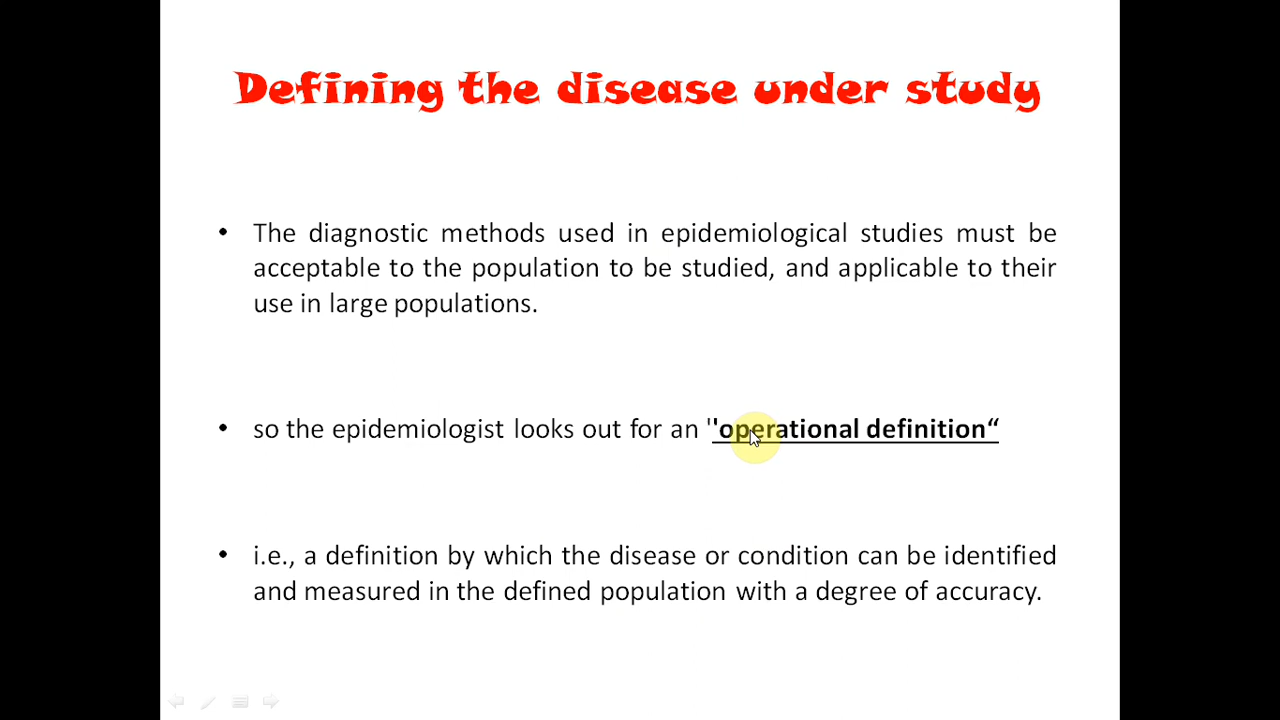 Defining the disease under study
• The diagnostic methods used in epidemiological studies must be
acceptable to the population to be studied, and applicable to their
use in large populations.
• so the epidemiologist looks out for an ''operational definition“
• i.e., a definition by which the disease or condition can be identified
and measured in the defined population with a degree of accuracy.